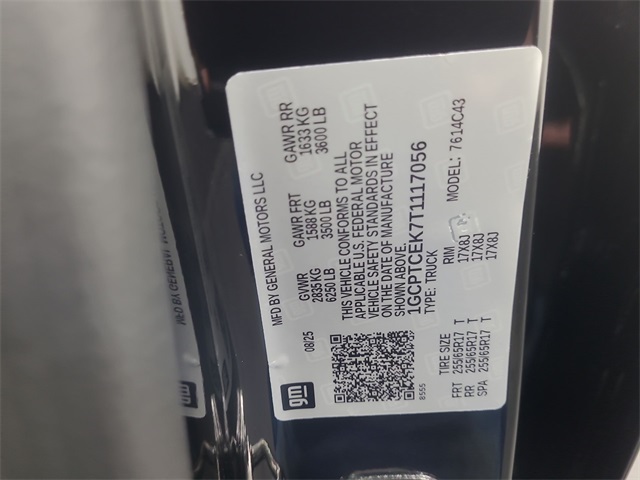 MFD BY GENERAL MOTORS LLC
gm
08/25
GVWR GAWR FRT GAWR RR
2835 KG 1588 KG 1633 KG
6250 LB 3500 LB 3600 LB
THIS VEHICLE CONFORMS TO ALL
APPLICABLE U.S. FEDERAL MOTOR
VEHICLE SAFETY STANDARDS IN EFFECT
ON THE DATE OF MANUFACTURE
SHOWN ABOVE.
1GCPTCEK7T1117056
8555 TYPE: TRUCK MODEL: 7614C43
TIRE SIZE RIM
FRT 255/65R17 T 17X8J
RR 255/65R17 T 17X8J
SPA 255/65R17 T 17X8J
gm